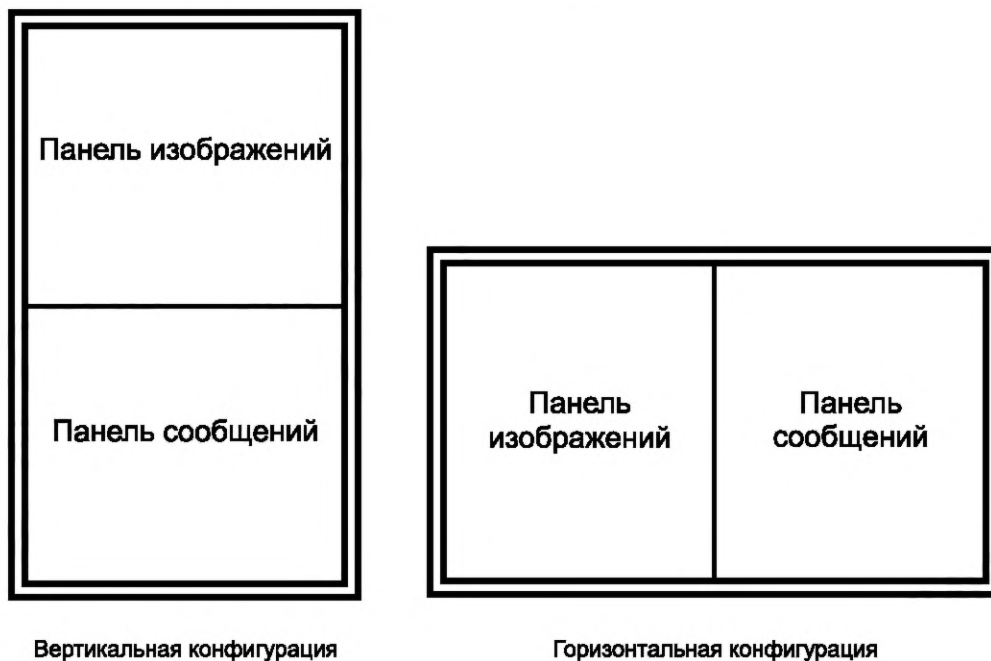 Панель изображений
Панель сообщений
Панель
изображений
Панель
сообщений
Вертикальная конфигурация
Горизонтальная конфигурация